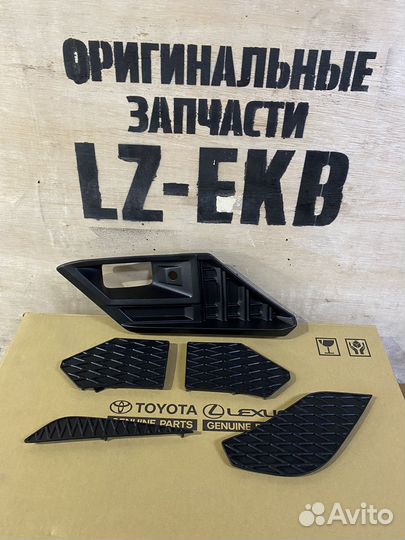 ОРИГИНАЛЬНЫЕ
ЗАПЧАСТИ
LZ-EKB
TOYOTA LEXUS
GENUINE PARTS GENUINE
Avito